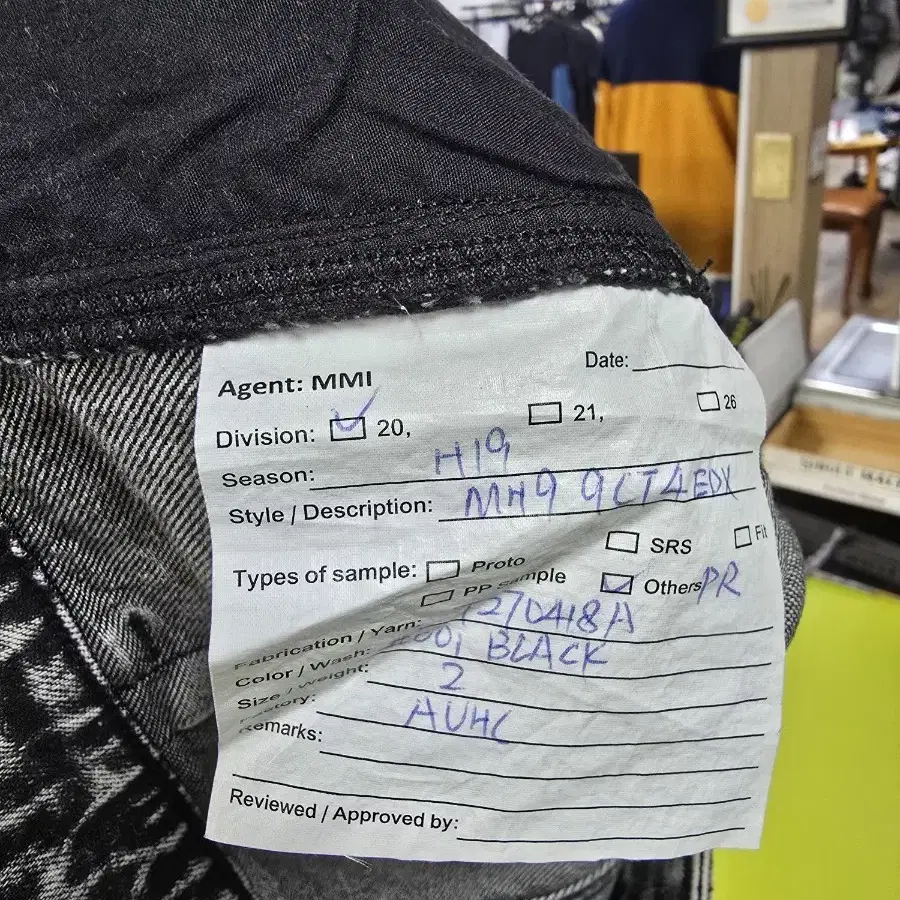 Agent: MMI
Date:
Division: 20, 21, 26
Season: H19
Style / Description: MH9 9CT4EDX
Types of sample: Proto SRS Fit
PP Sample Others PR
Fabrication / Yarn: 1270418A
Color / Wash: 001 BLACK
Size / weight: 2
Factory: AUHC
Remarks:
Reviewed / Approved by: